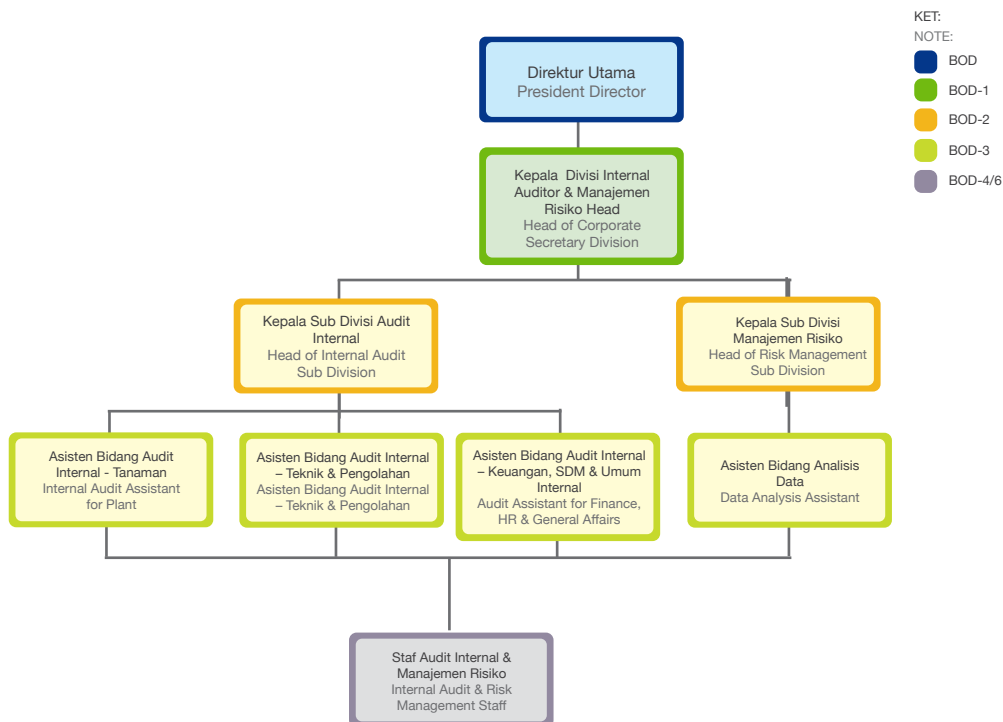 KET:
NOTE:
BOD
BOD-1
BOD-2
BOD-3
BOD-4/6
Direktur Utama
President Director
Kepala Divisi Internal
Auditor & Manajemen
Risiko Head
Head of Corporate
Secretary Division
Kepala Sub Divisi Audit
Internal
Head of Internal Audit
Sub Division
Kepala Sub Divisi
Manajemen Risiko
Head of Risk Management
Sub Division
Asisten Bidang Audit
Internal - Tanaman
Internal Audit Assistant
for Plant
Asisten Bidang Audit Internal
– Teknik & Pengolahan
Asisten Bidang Audit Internal
– Teknik & Pengolahan
Asisten Bidang Audit Internal
– Keuangan, SDM & Umum
Internal
Audit Assistant for Finance,
HR & General Affairs
Asisten Bidang Analisis
Data
Data Analysis Assistant
Staf Audit Internal &
Manajemen Risiko
Internal Audit & Risk
Management Staff